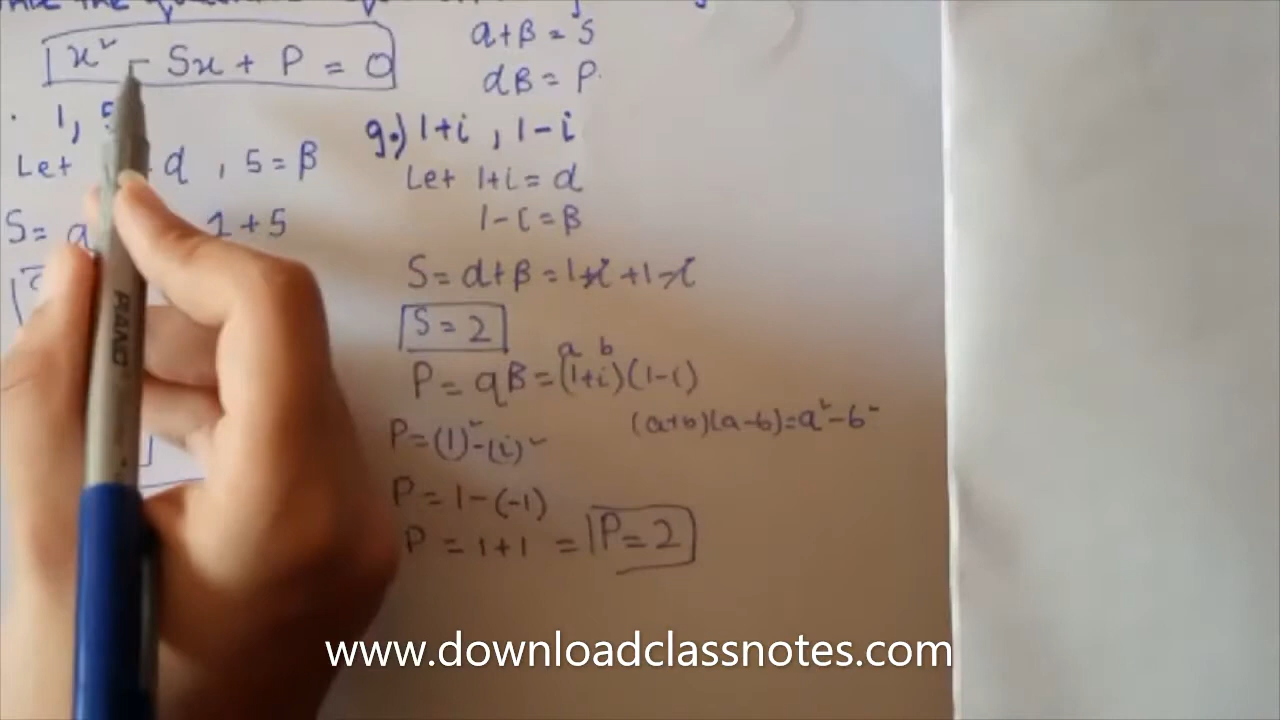 x² - Sx + P = 0
1, 5
Let α , 5 = β
S = α 1 + 5
α + β = S
αβ = P
g.) 1+i , 1-i
Let 1+i = α
1-i = β
S = α+β = 1+i+1-i
S = 2
a b
P = αβ = (1+i)(1-i)
(a+b)(a-b)=a²-b²
P=(1)²-(i)²
P = 1-(-1)
P = 1+1 = P=2
RANG
www.downloadclassnotes.com